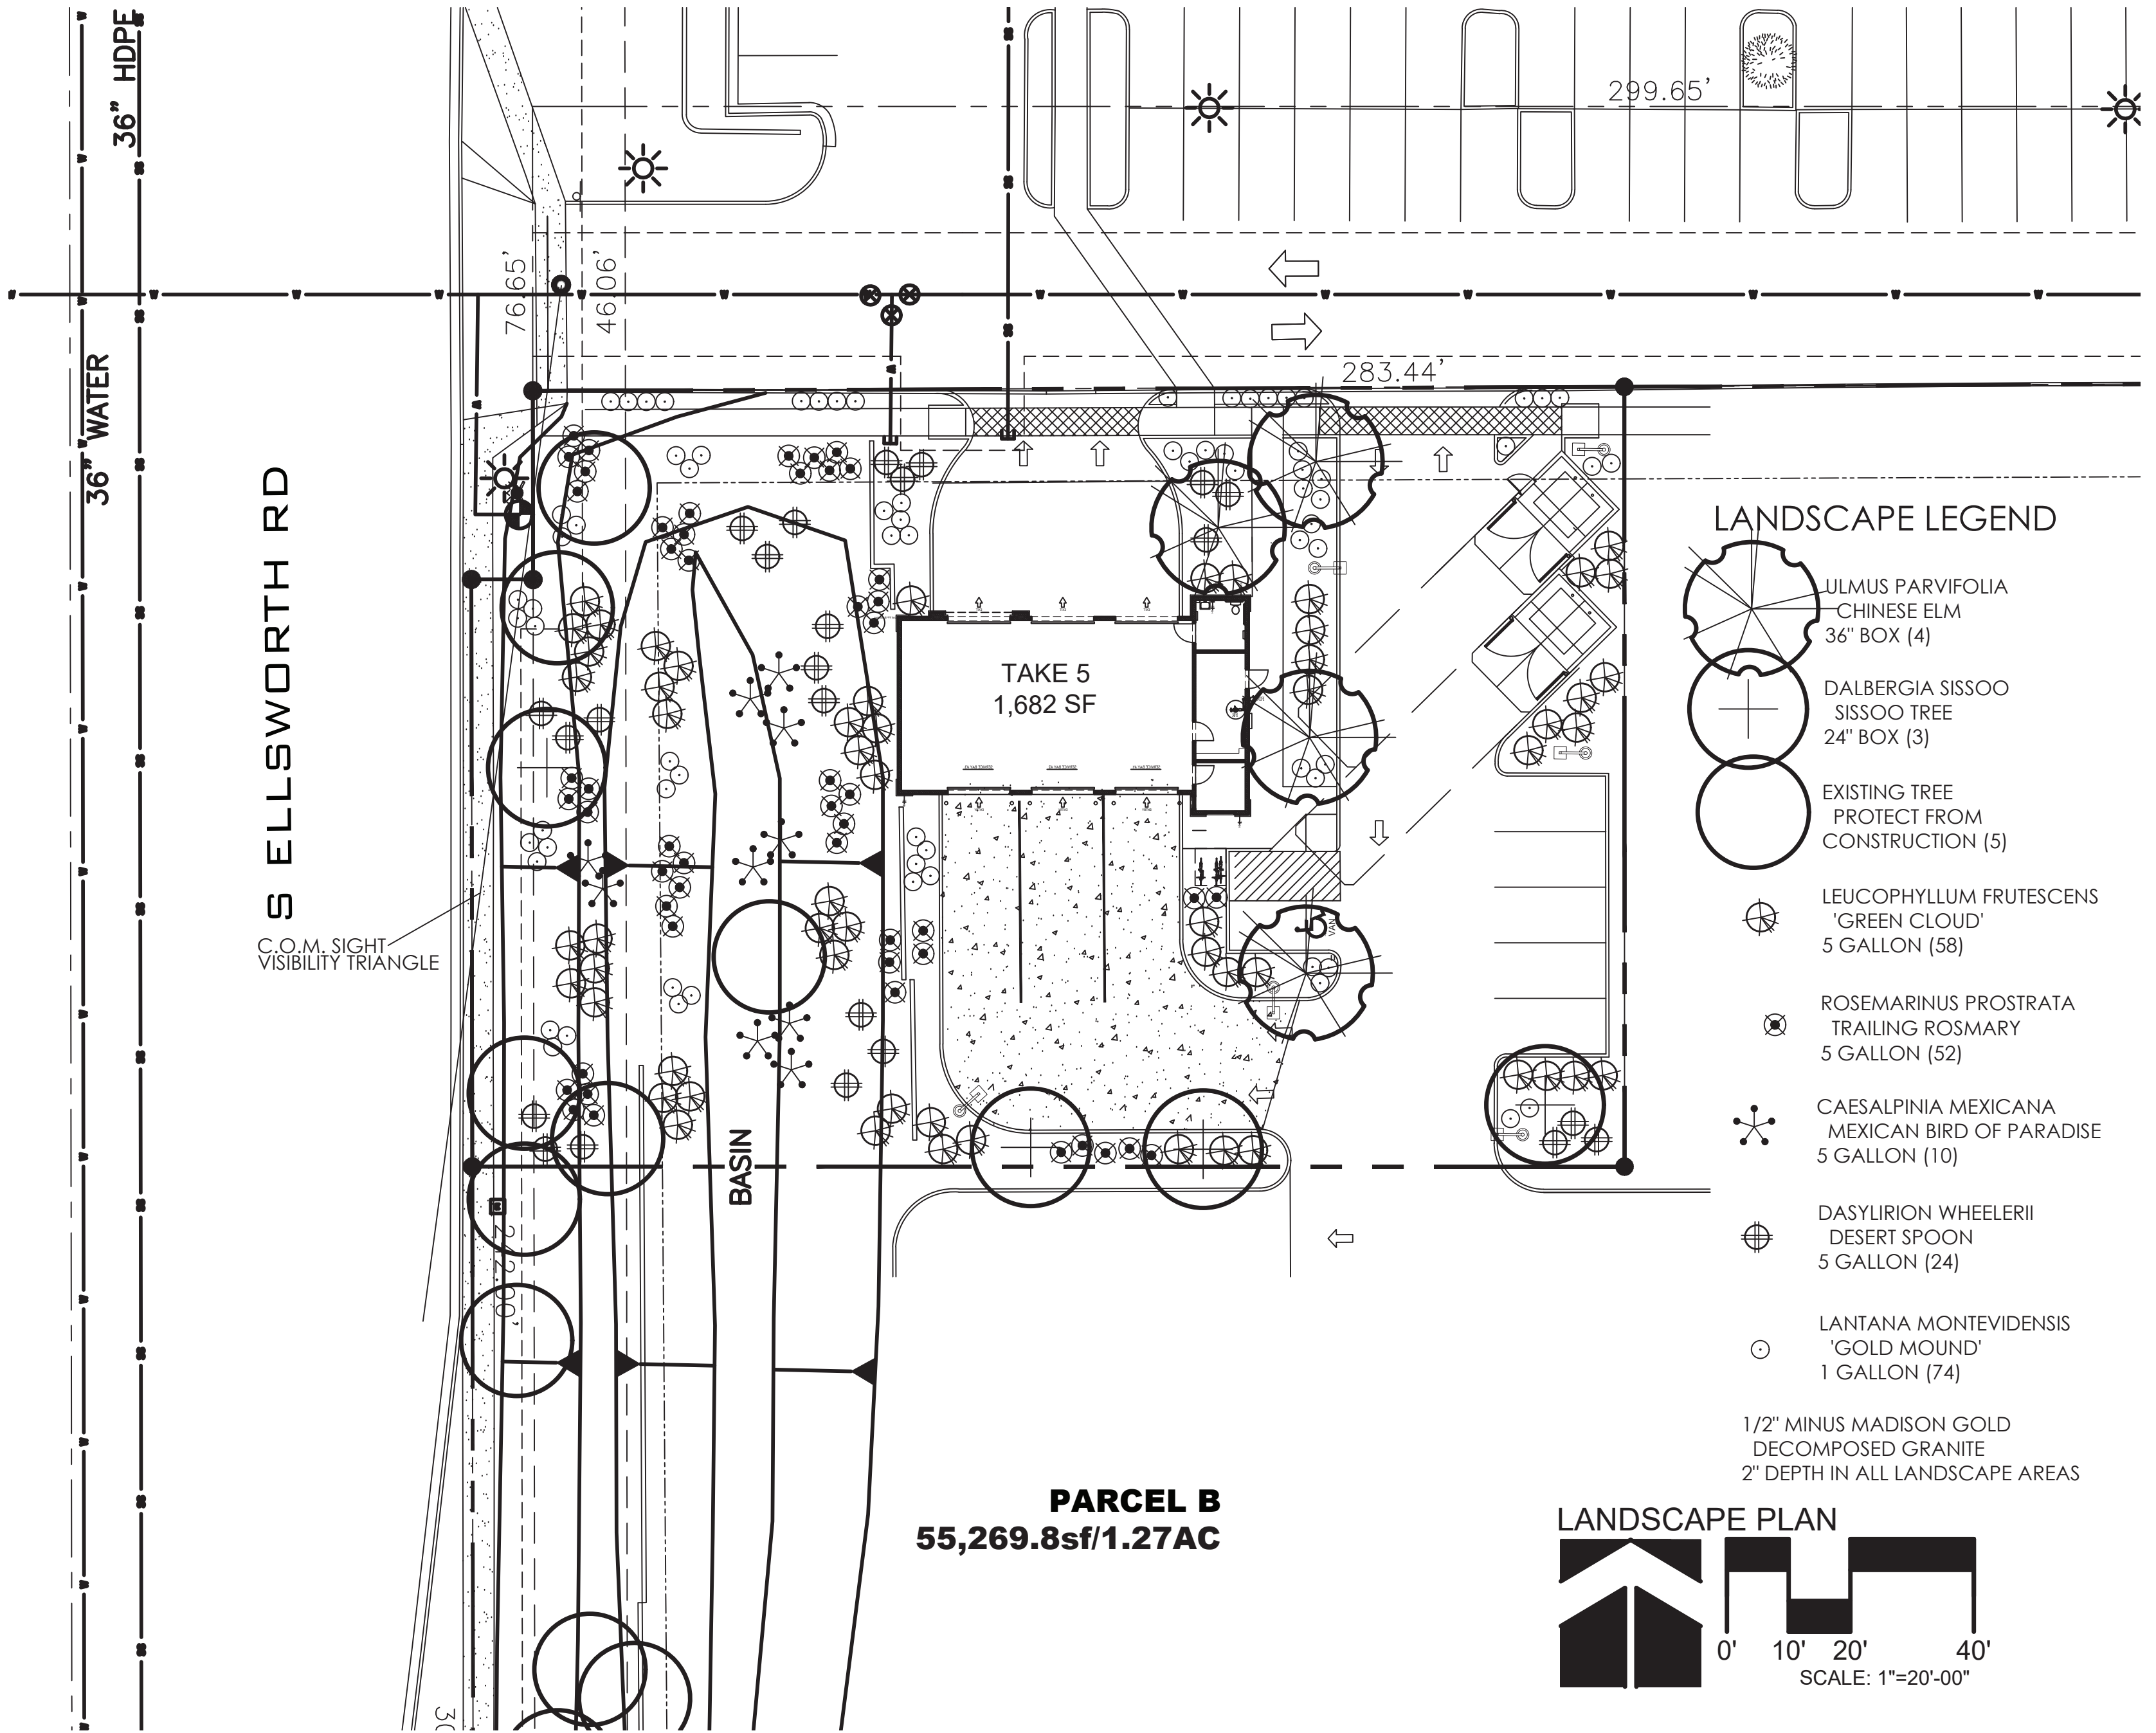 36" HDPE
299.65'
76.65'
46.06'
36" WATER
283.44'
S ELLSWORTH RD
LANDSCAPE LEGEND
ULMUS PARVIFOLIA
CHINESE ELM
36" BOX (4)
TAKE 5
1,682 SF
DALBERGIA SISSOO
SISSOO TREE
24" BOX (3)
EXISTING TREE
PROTECT FROM
CONSTRUCTION (5)
LEUCOPHYLLUM FRUTESCENS
'GREEN CLOUD'
5 GALLON (58)
C.O.M. SIGHT
VISIBILITY TRIANGLE
5
VAN
ROSEMARINUS PROSTRATA
TRAILING ROSMARY
5 GALLON (52)
CAESALPINIA MEXICANA
MEXICAN BIRD OF PARADISE
5 GALLON (10)
BASIN
DASYLIRION WHEELERII
DESERT SPOON
5 GALLON (24)
LANTANA MONTEVIDENSIS
'GOLD MOUND'
1 GALLON (74)
1/2" MINUS MADISON GOLD
DECOMPOSED GRANITE
2" DEPTH IN ALL LANDSCAPE AREAS
PARCEL B
55,269.8sf/1.27AC
LANDSCAPE PLAN
0' 10' 20' 40'
SCALE: 1"=20'-00"